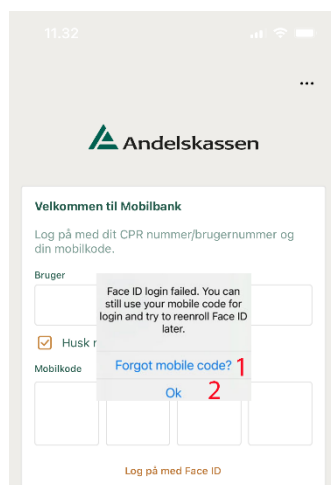 11.32
...
Andelskassen
Velkommen til Mobilbank
Log på med dit CPR nummer/brugernummer og
din mobilkode.
Bruger
Face ID login failed. You can
still use your mobile code for
login and try to reenroll Face ID
later.
Husk
Forgot mobile code? 1
Mobilkode
Ok 2
Log på med Face ID